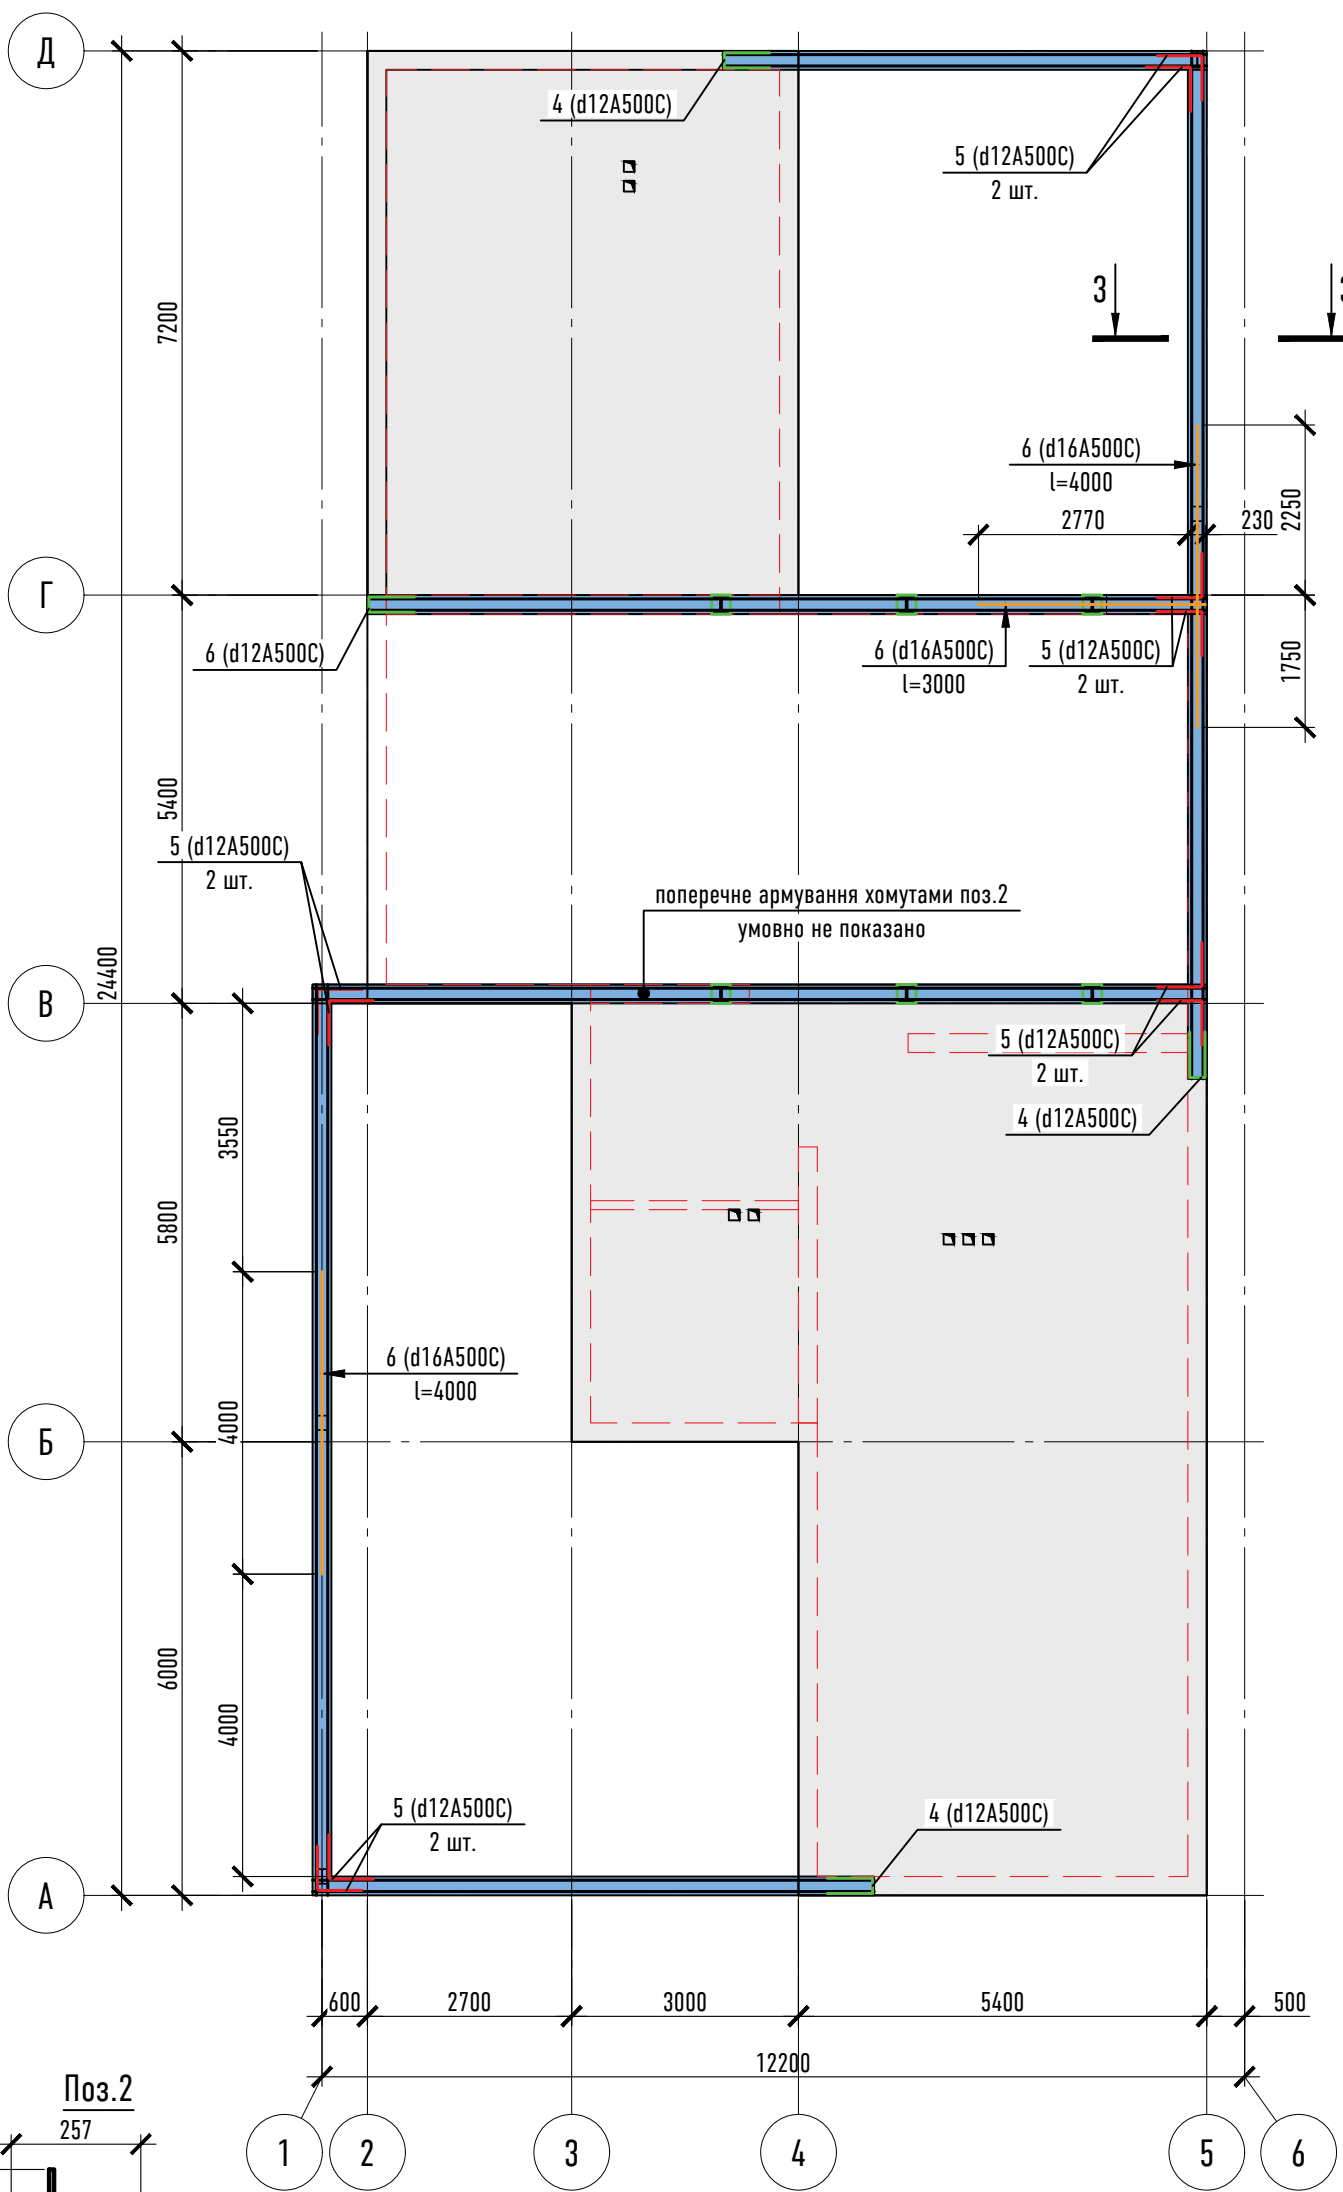 Д
4 (d12A500C)
5 (d12A500C)
2 шт.
7200
3
6 (d16A500C)
l=4000
2770
230
2250
Г
6 (d12A500C)
6 (d16A500C)
l=3000
5 (d12A500C)
2 шт.
1750
5400
5 (d12A500C)
2 шт.
поперечне армування хомутами поз.2
умовно не показано
24400
В
5 (d12A500C)
2 шт.
4 (d12A500C)
3550
5800
6 (d16A500C)
l=4000
4000
Б
6000
4000
5 (d12A500C)
2 шт.
4 (d12A500C)
А
600
2700
3000
5400
500
12200
Поз.2
257
1
2
3
4
5
6